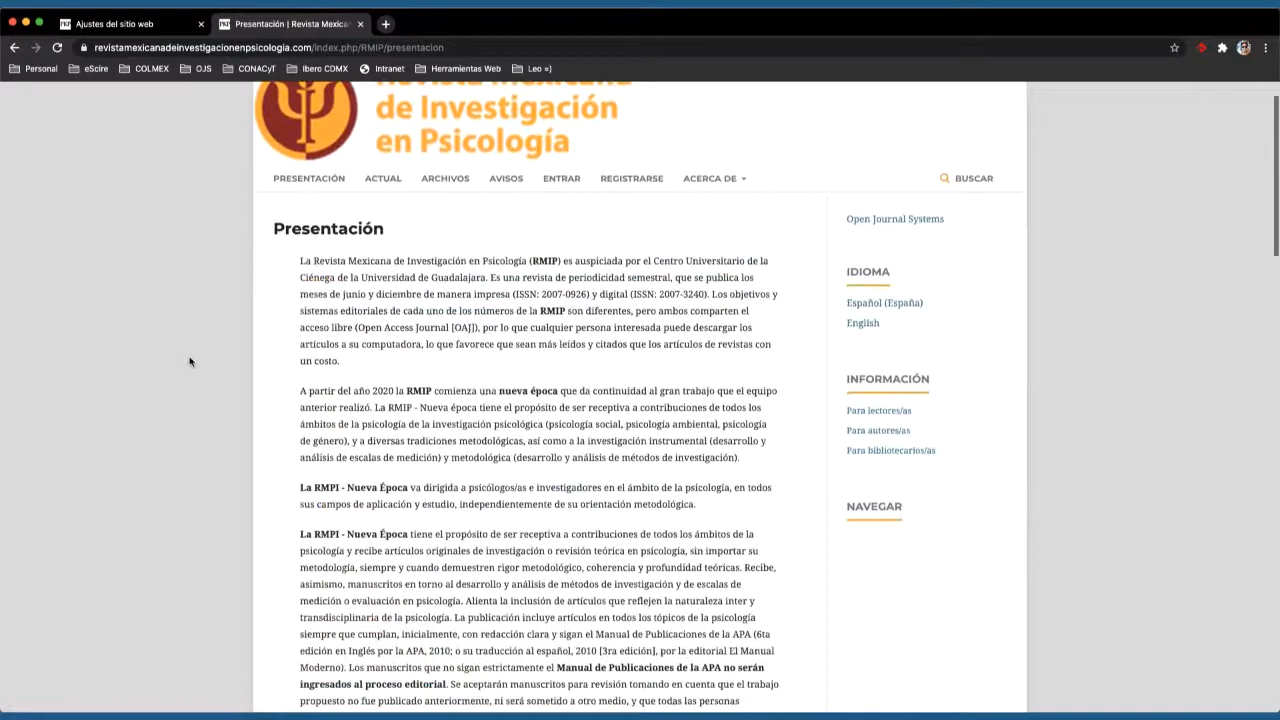 Ajustes del sitio web
Presentación | Revista Mexica
revistamexicanadeinvestigacionenpsicologia.com/index.php/RMIP/presentacion
Personal eScire COLMEX OJS CONACyT Ibero CDMX Intranet Herramientas Web Leo =)
Revista Mexicana
de Investigación
en Psicología
PRESENTACIÓN ACTUAL ARCHIVOS AVISOS ENTRAR REGISTRARSE ACERCA DE BUSCAR
Presentación
La Revista Mexicana de Investigación en Psicología (RMIP) es auspiciada por el Centro Universitario de la
Ciénega de la Universidad de Guadalajara. Es una revista de periodicidad semestral, que se publica los
meses de junio y diciembre de manera impresa (ISSN: 2007-0926) y digital (ISSN: 2007-3240). Los objetivos y
sistemas editoriales de cada uno de los números de la RMIP son diferentes, pero ambos comparten el
acceso libre (Open Access Journal [OAJ]), por lo que cualquier persona interesada puede descargar los
artículos a su computadora, lo que favorece que sean más leídos y citados que los artículos de revistas con
un costo.
A partir del año 2020 la RMIP comienza una nueva época que da continuidad al gran trabajo que el equipo
anterior realizó. La RMIP - Nueva época tiene el propósito de ser receptiva a contribuciones de todos los
ámbitos de la psicología de la investigación psicológica (psicología social, psicología ambiental, psicología
de género), y a diversas tradiciones metodológicas, así como a la investigación instrumental (desarrollo y
análisis de escalas de medición) y metodológica (desarrollo y análisis de métodos de investigación).
La RMPI - Nueva Época va dirigida a psicólogos/as e investigadores en el ámbito de la psicología, en todos
sus campos de aplicación y estudio, independientemente de su orientación metodológica.
La RMPI - Nueva Época tiene el propósito de ser receptiva a contribuciones de todos los ámbitos de la
psicología y recibe artículos originales de investigación o revisión teórica en psicología, sin importar su
metodología, siempre y cuando demuestren rigor metodológico, coherencia y profundidad teóricas. Recibe,
asimismo, manuscritos en torno al desarrollo y análisis de métodos de investigación y de escalas de
medición o evaluación en psicología. Alienta la inclusión de artículos que reflejen la naturaleza inter y
transdisciplinaria de la psicología. La publicación incluye artículos en todos los tópicos de la psicología
siempre que cumplan, inicialmente, con redacción clara y sigan el Manual de Publicaciones de la APA (6ta
edición en Inglés por la APA, 2010; o su traducción al español, 2010 [3ra edición], por la editorial El Manual
Moderno). Los manuscritos que no sigan estrictamente el Manual de Publicaciones de la APA no serán
ingresados al proceso editorial. Se aceptarán manuscritos para revisión tomando en cuenta que el trabajo
propuesto no fue publicado anteriormente, ni será sometido a otro medio, y que todas las personas
Open Journal Systems
IDIOMA
Español (España)
English
INFORMACIÓN
Para lectores/as
Para autores/as
Para bibliotecarios/as
NAVEGAR